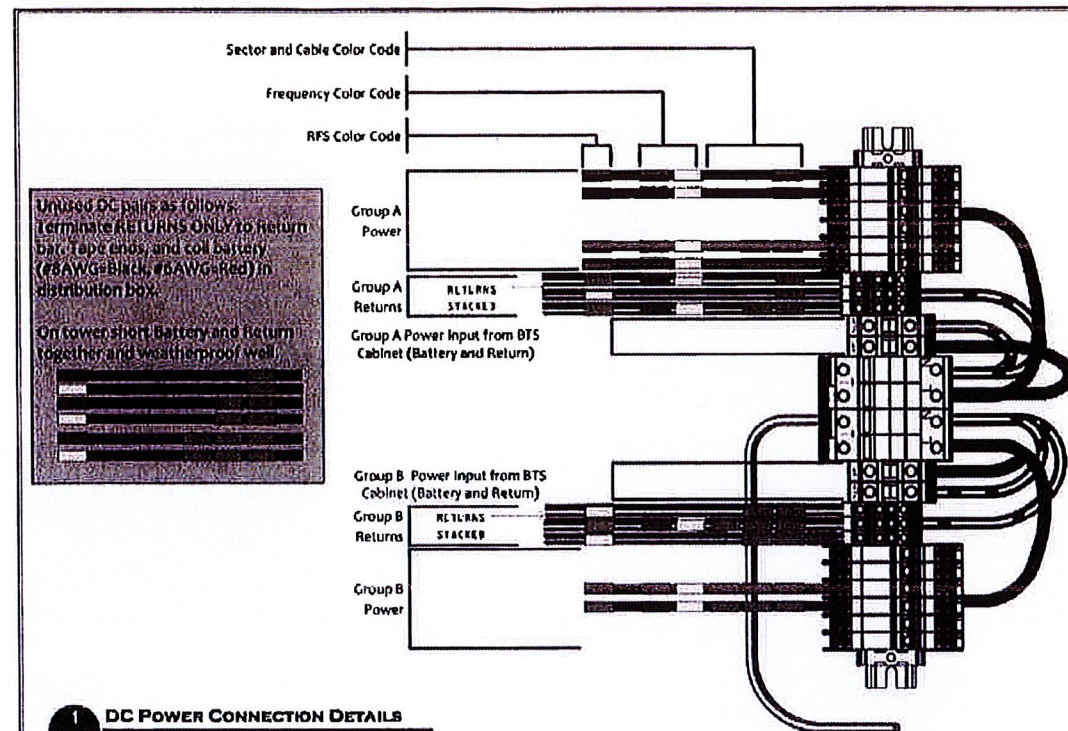 Sector and Cable Color Code
Frequency Color Code
RFS Color Code
Unused DC pairs as follows:
Terminate RETURNS ONLY to Return
bar. Tape ends, and coil battery
(#8AWG=Black, #6AWG=Red) in
distribution box.
On tower short Battery and Return
together and weatherproof well.
Group A
Power
Group A
Returns
RETURNS
STACKED
Group A Power Input from BTS
Cabinet (Battery and Return)
Group B Power Input from BTS
Cabinet (Battery and Return)
Group B
Returns
RETURNS
STACKED
Group B
Power
1 DC POWER CONNECTION DETAILS